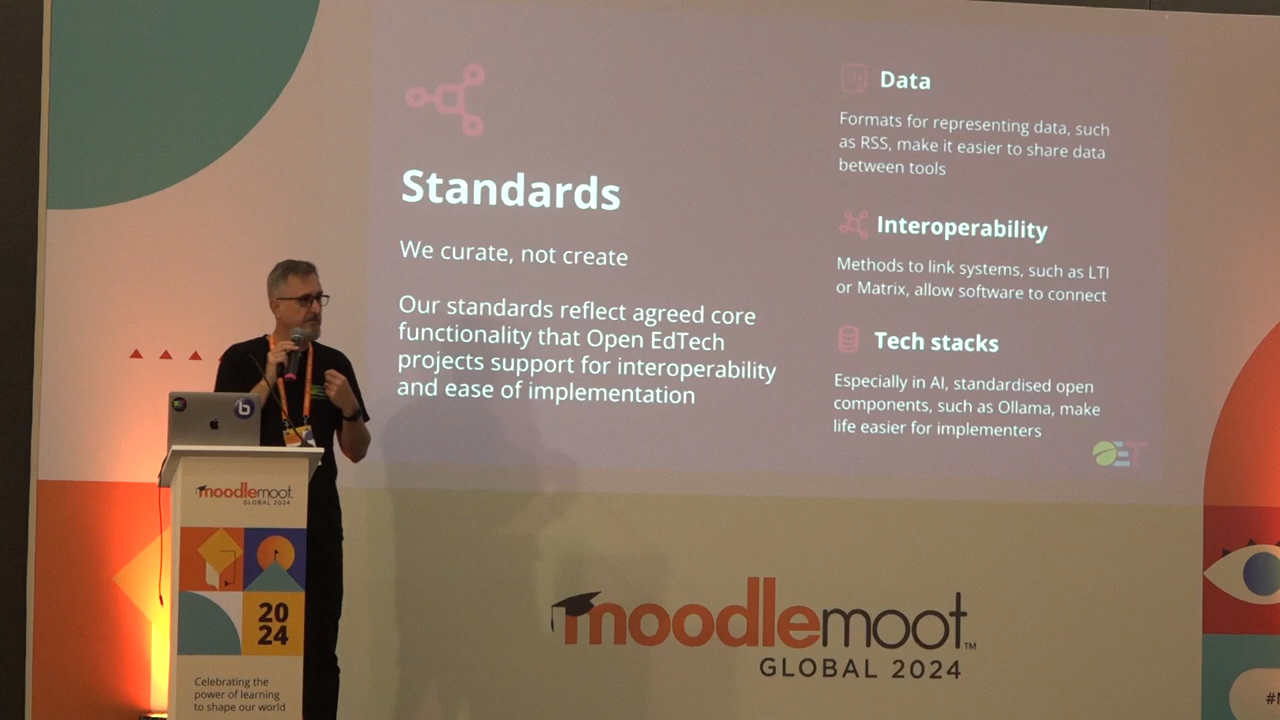 Standards
We curate, not create
Our standards reflect agreed core
functionality that Open EdTech
projects support for interoperability
and ease of implementation
Data
Formats for representing data, such
as RSS, make it easier to share data
between tools
Interoperability
Methods to link systems, such as LTI
or Matrix, allow software to connect
Tech stacks
Especially in AI, standardised open
components, such as Ollama, make
life easier for implementers
OET
b
moodlemoot.
GLOBAL 2024
20
24
Celebrating the
power of learning
to shape our world
moodlemoot™
GLOBAL 2024